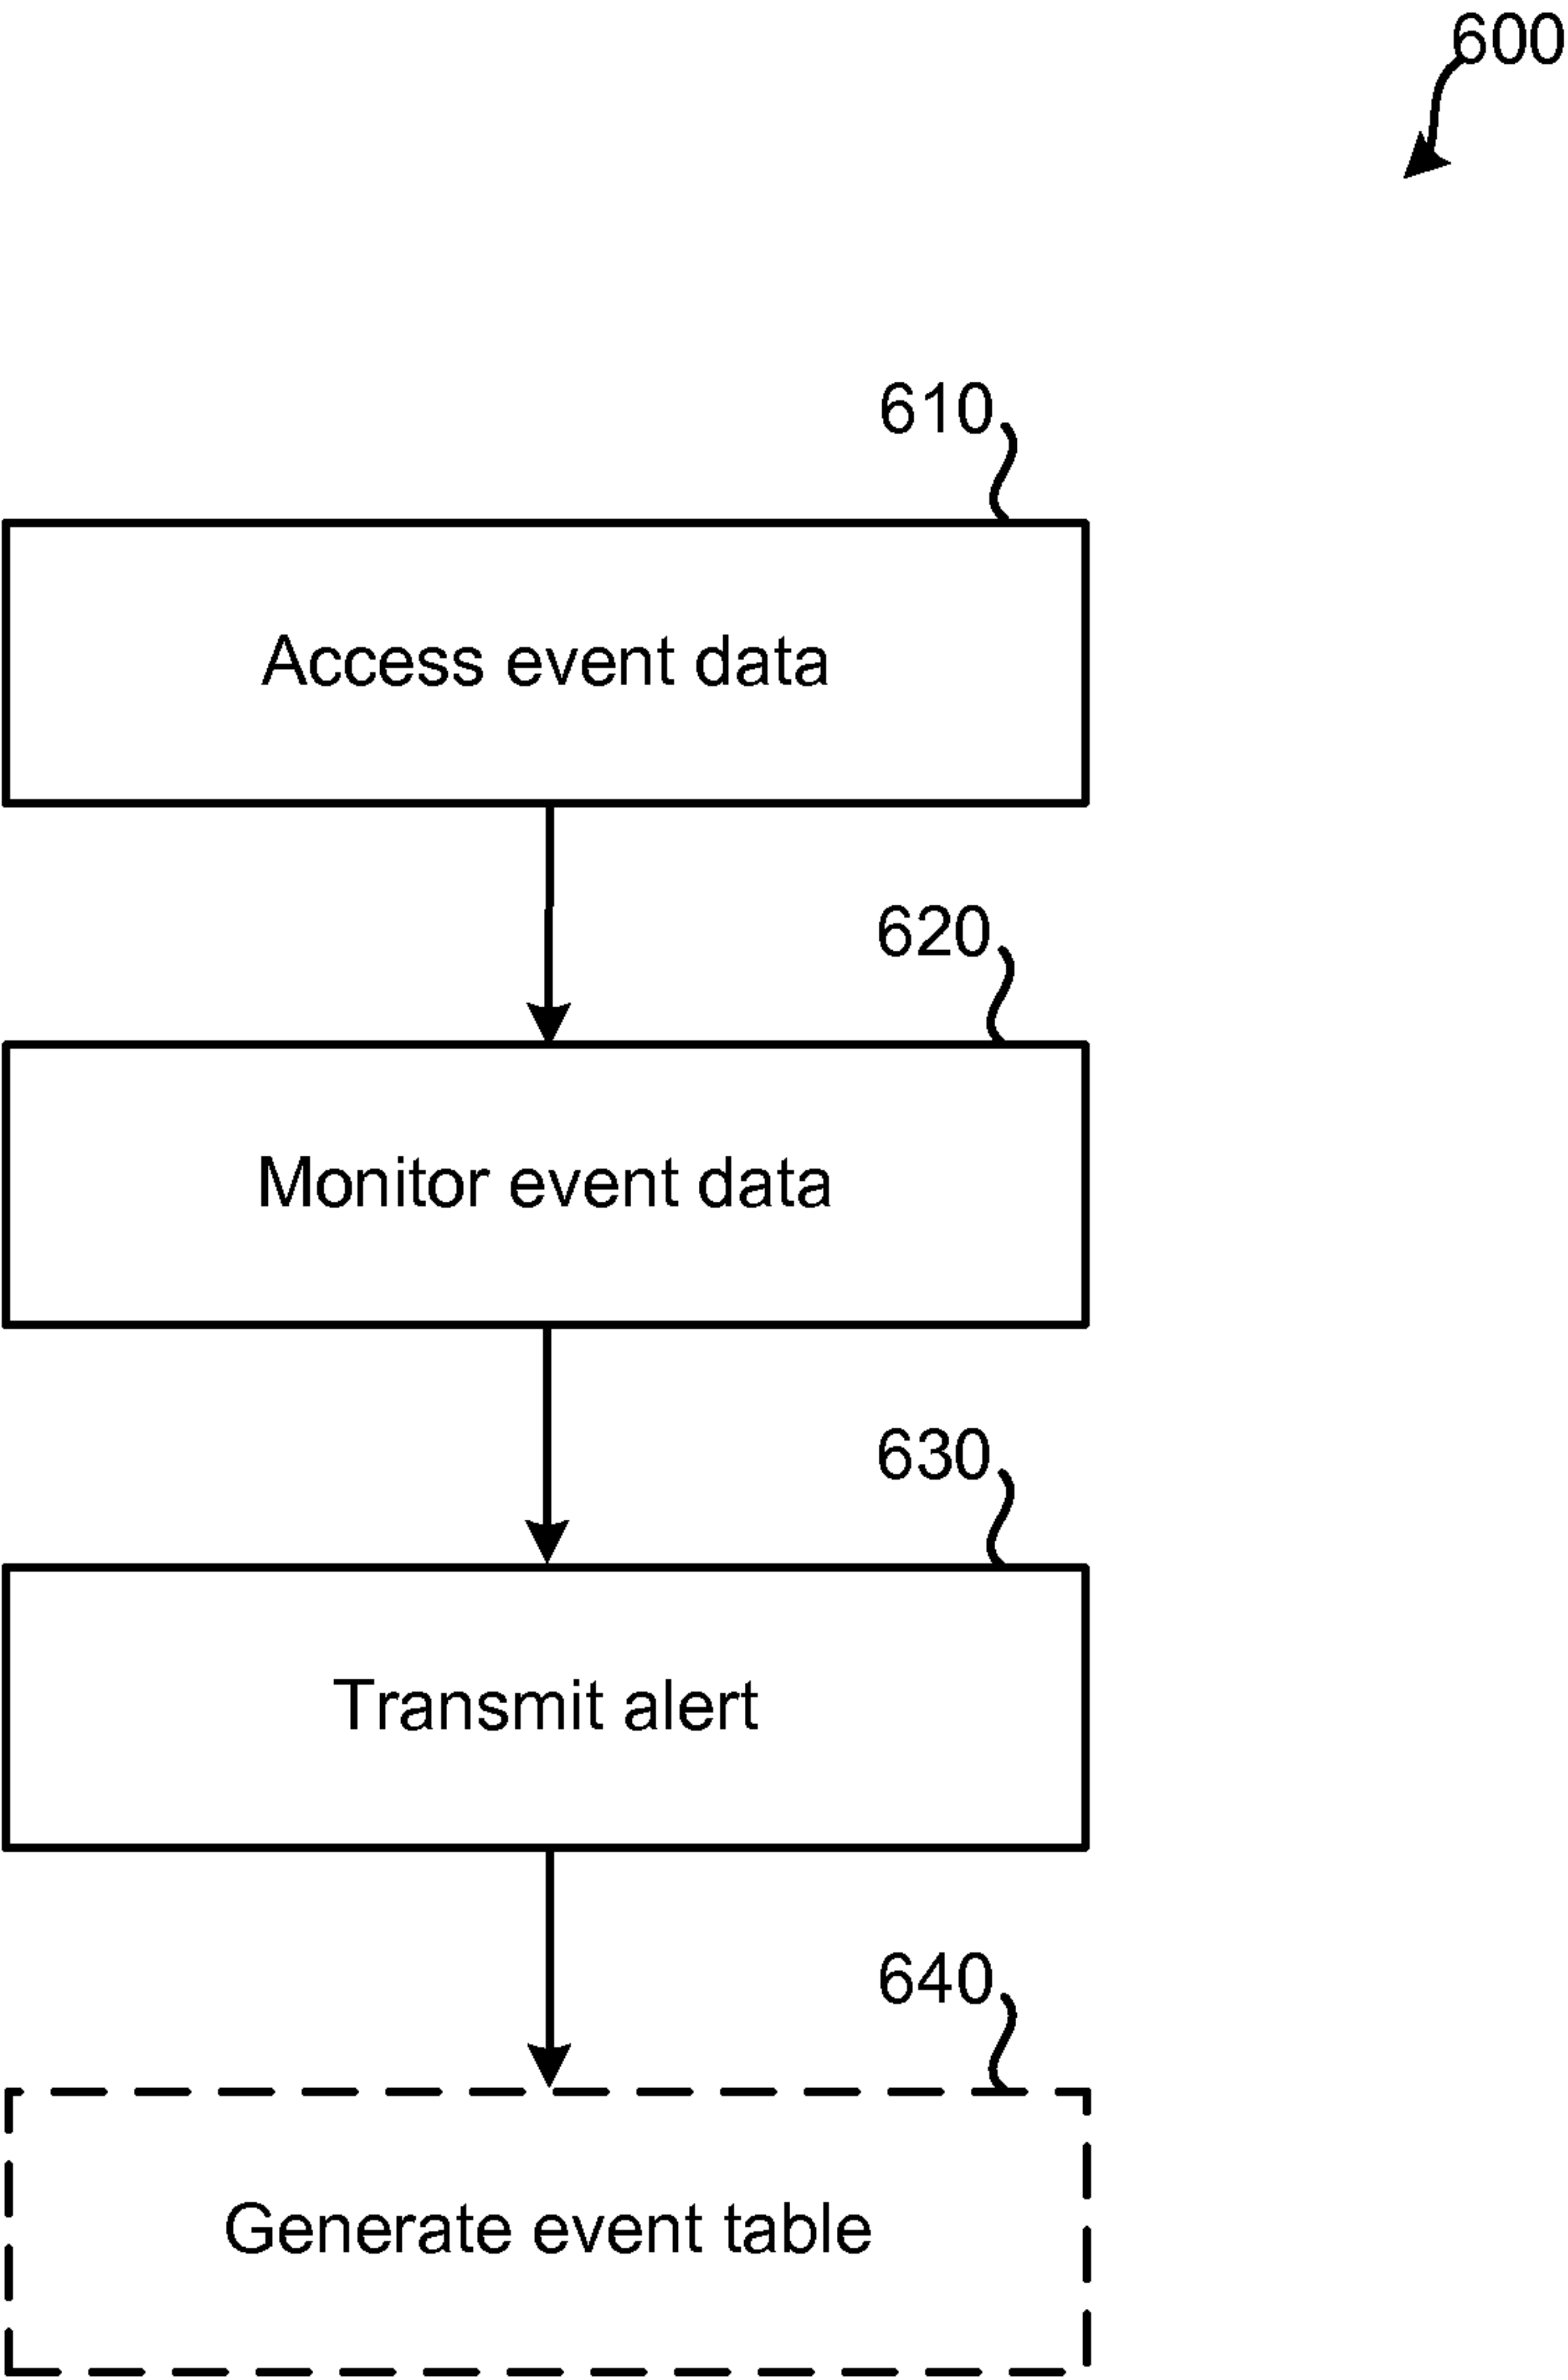 600
610
Access event data
620
Monitor event data
630
Transmit alert
640
Generate event table